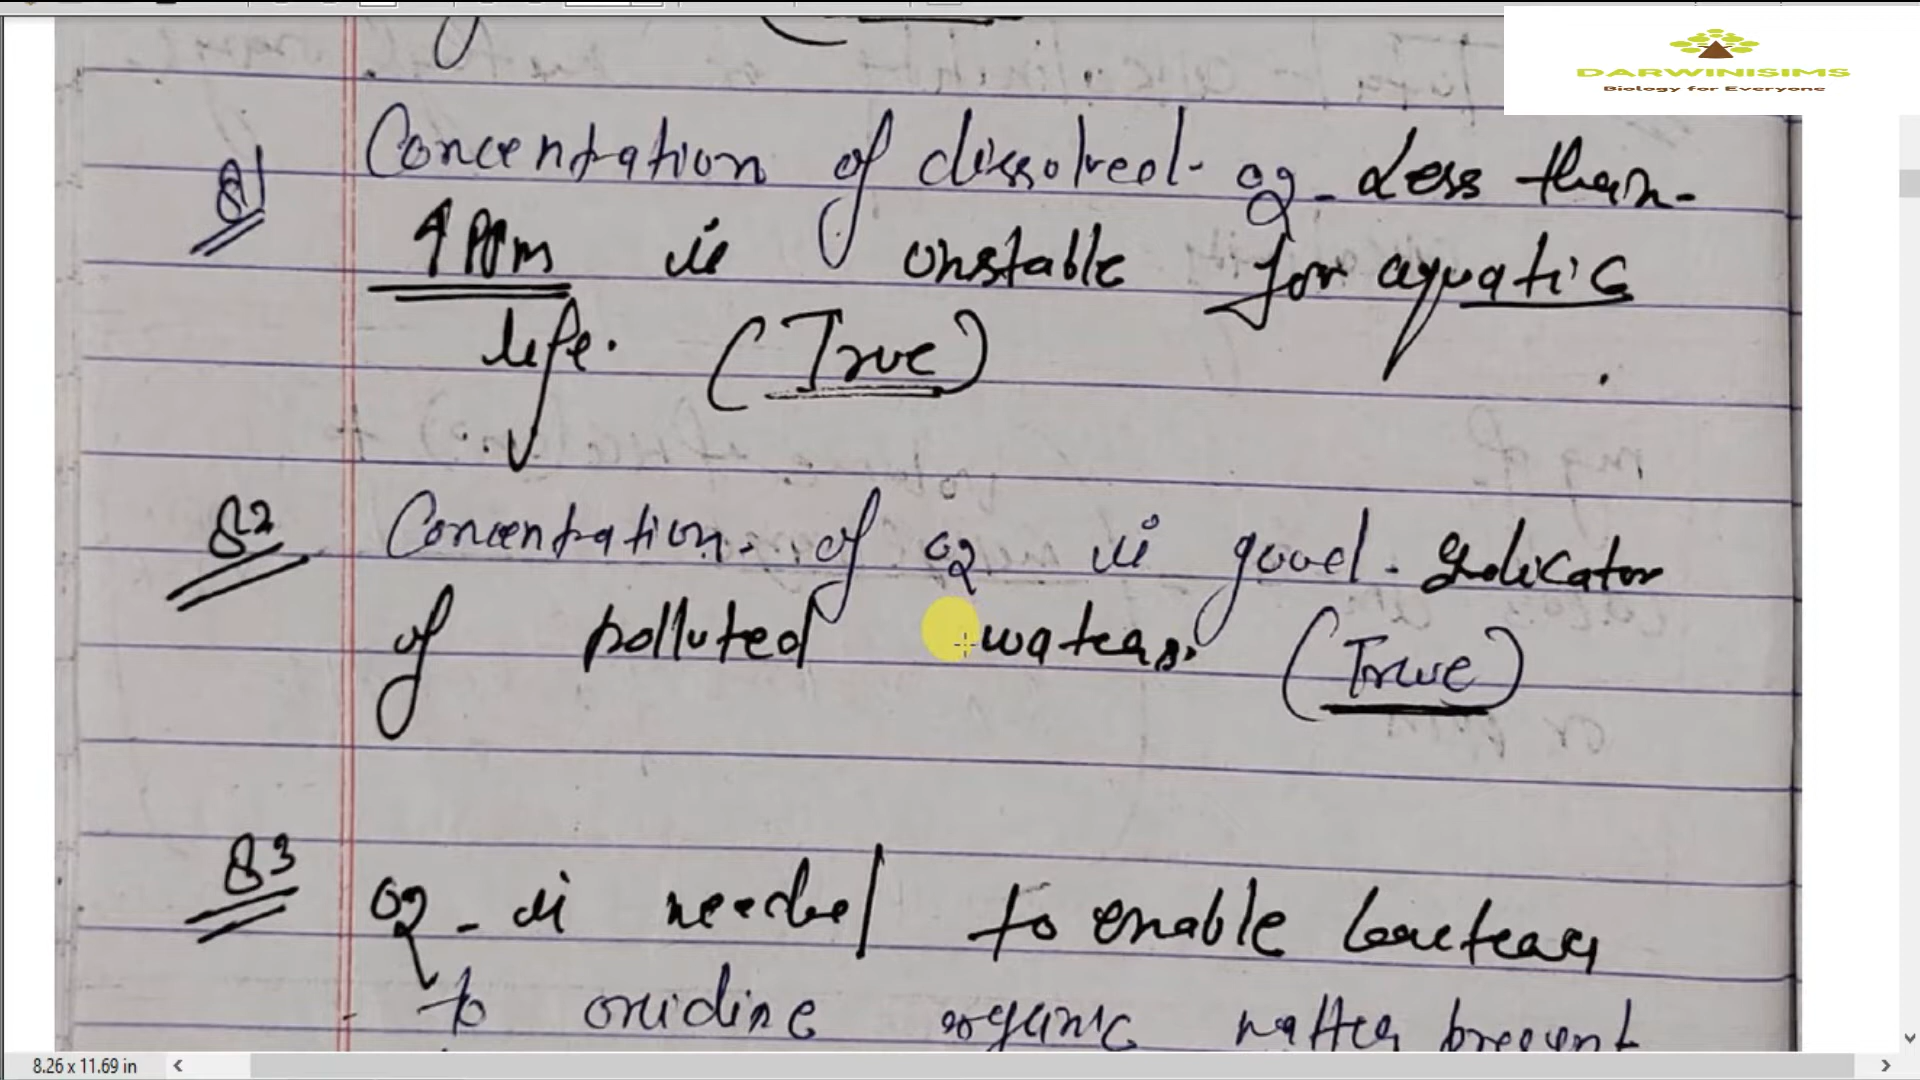 DARWINISIMS
Biology for Everyone
Q1 Concentration of dissolved - O2 - Less than -
4 PPm is unstable for aquatic
life. (True)
Q2 Concentration of O2 is good - Indicator
of polluted waters. (True)
Q3 O2 - is needed to enable bacteria
to oxidize organic matter present
8.26 x 11.69 in